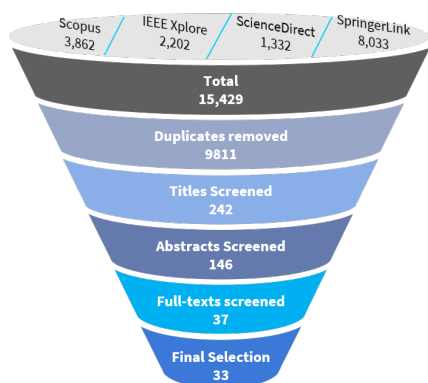 Scopus
3,862
IEEE Xplore
2,202
ScienceDirect
1,332
SpringerLink
8,033
Total
15,429
Duplicates removed
9811
Titles Screened
242
Abstracts Screened
146
Full-texts screened
37
Final Selection
33